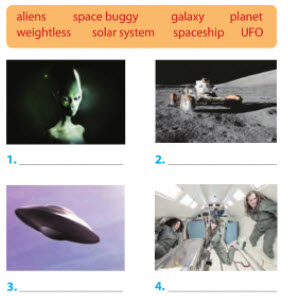 aliens space buggy galaxy planet
weightless solar system spaceship UFO
1.
2.
3.
4.